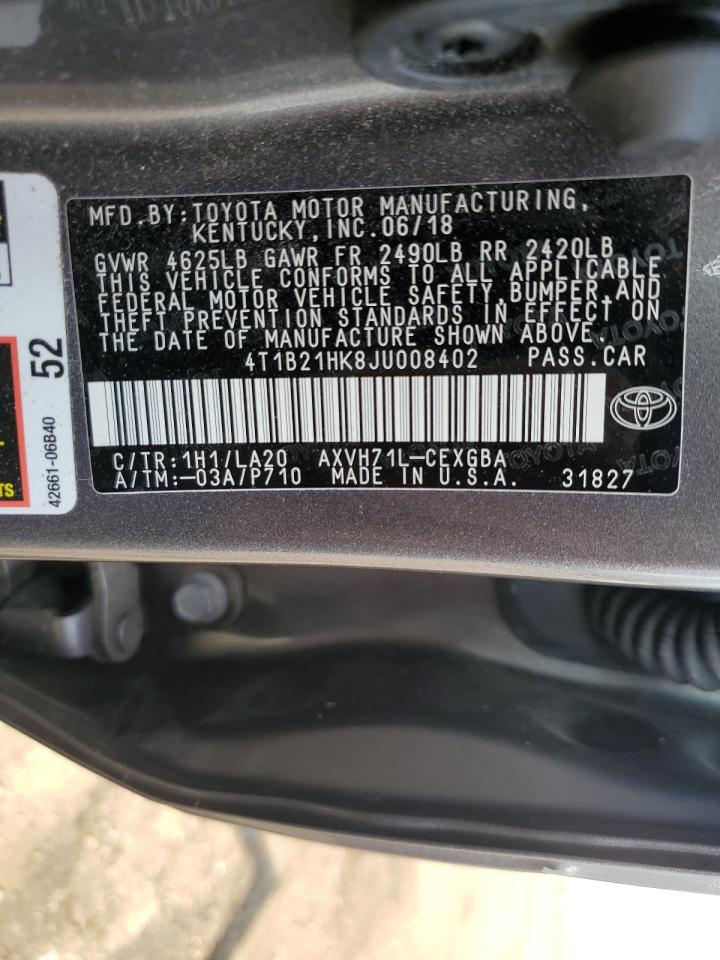 MFD.BY:TOYOTA MOTOR MANUFACTURING,
KENTUCKY,INC.06/18
GVWR 4625LB GAWR FR 2490LB RR 2420LB
THIS VEHICLE CONFORMS TO ALL APPLICABLE
FEDERAL MOTOR VEHICLE SAFETY,BUMPER,AND
THEFT PREVENTION STANDARDS IN EFFECT ON
THE DATE OF MANUFACTURE SHOWN ABOVE.
4T1B21HK8JU008402 PASS.CAR
C/TR:1H1/LA20 AXVH71L-CEXGBA
A/TM:-03A/P710 MADE IN U.S.A. 31827
52
42661-06B40